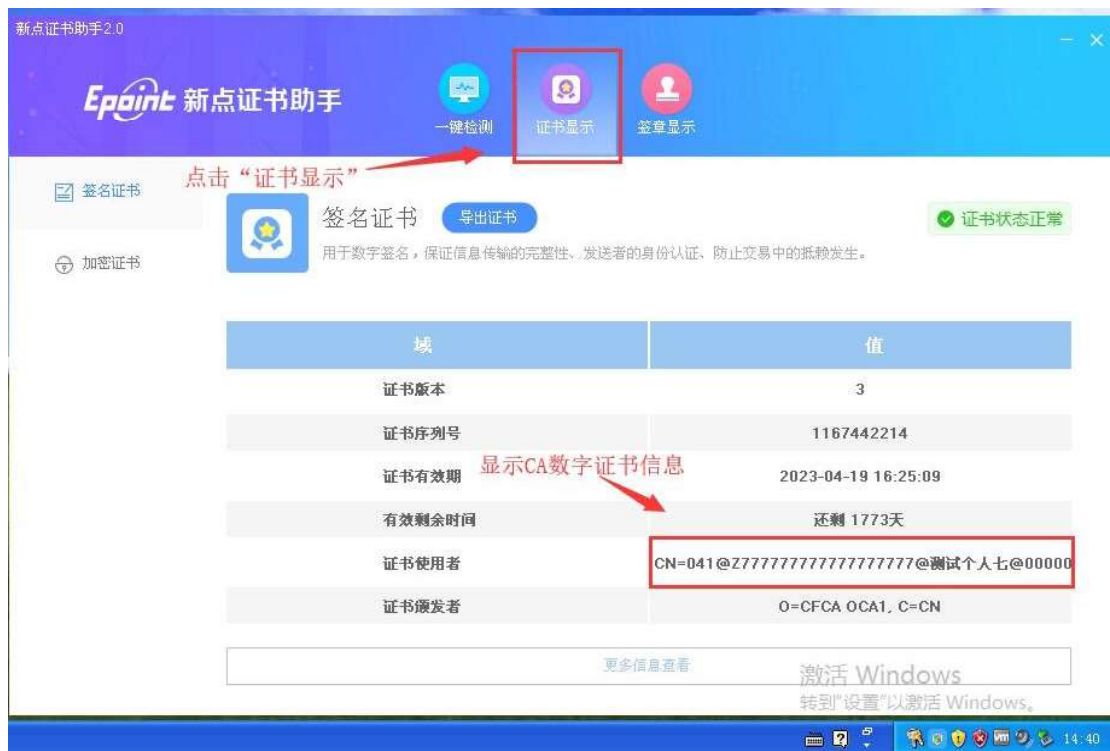 新点证书助手2.0
Epoint 新点证书助手
一键检测
证书显示
签章显示
点击“证书显示”
签名证书
加密证书
签名证书
导出证书
证书状态正常
用于数字签名，保证信息传输的完整性、发送者的身份认证、防止交易中的抵赖发生。
域 值
证书版本 3
证书序列号 1167442214
显示CA数字证书信息
证书有效期 2023-04-19 16:25:09
有效剩余时间 还剩 1773天
证书使用者 CN=041@Z777777777777777777@测试个人七@00000
证书颁发者 O=CFCA OCA1, C=CN
更多信息查看
激活 Windows
转到"设置"以激活 Windows。
14:40